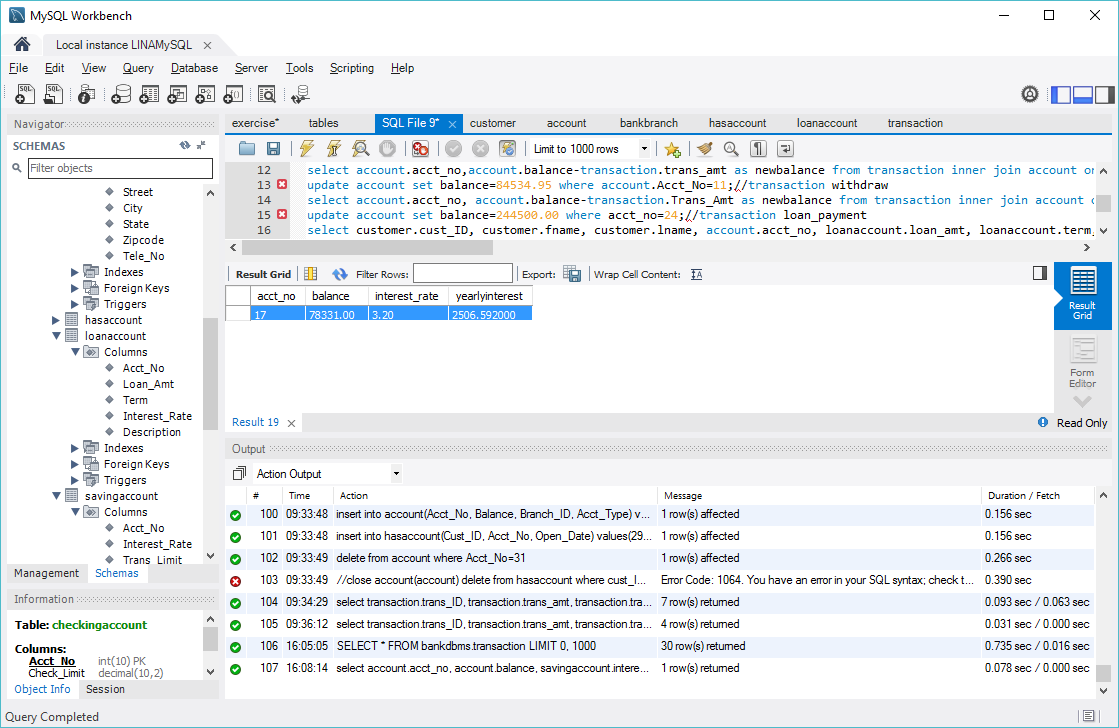 MySQL Workbench
Local instance LINAMySQL
File Edit View Query Database Server Tools Scripting Help
Navigator
SCHEMAS
Filter objects
Street
City
State
Zipcode
Tele_No
Indexes
Foreign Keys
Triggers
hasaccount
loanaccount
Columns
Acct_No
Loan_Amt
Term
Interest_Rate
Description
Indexes
Foreign Keys
Triggers
savingaccount
Columns
Acct_No
Interest_Rate
Trans_Limit
Management Schemas
Information
Table: checkingaccount
Columns:
Acct_No int(10) PK
Check_Limit decimal(10,2)
Object Info Session
exercise* tables SQL File 9* customer account bankbranch hasaccount loanaccount transaction
Limit to 1000 rows
12 select account.acct_no,account.balance-transaction.trans_amt as newbalance from transaction inner join account
13 update account set balance=84534.95 where account.Acct_No=11;//transaction withdraw
14 select account.acct_no, account.balance-transaction.Trans_Amt as newbalance from transaction inner join account
15 update account set balance=244500.00 where acct_no=24;//transaction loan_payment
16 select customer.cust_ID, customer.fname, customer.lname, account.acct_no, loanaccount.loan_amt, loanaccount.term,
Result Grid Filter Rows: Export: Wrap Cell Content:
acct_no balance interest_rate yearlyinterest
17 78331.00 3.20 2506.592000
Result Grid
Form Editor
Result 19
Read Only
Output
Action Output
# Time Action Message Duration / Fetch
100 09:33:48 insert into account(Acct_No, Balance, Branch_ID, Acct_Type) v... 1 row(s) affected 0.156 sec
101 09:33:48 insert into hasaccount(Cust_ID, Acct_No, Open_Date) values(29... 1 row(s) affected 0.156 sec
102 09:33:49 delete from account where Acct_No=31 1 row(s) affected 0.266 sec
103 09:33:49 //close account(account) delete from hasaccount where cust_I... Error Code: 1064. You have an error in your SQL syntax; check t... 0.390 sec
104 09:34:29 select transaction.trans_ID, transaction.trans_amt, transaction.tra... 7 row(s) returned 0.093 sec / 0.063 sec
105 09:36:12 select transaction.trans_ID, transaction.trans_amt, transaction.tra... 4 row(s) returned 0.031 sec / 0.000 sec
106 16:05:05 SELECT * FROM bankdbms.transaction LIMIT 0, 1000 30 row(s) returned 0.735 sec / 0.016 sec
107 16:08:14 select account.acct_no, account.balance, savingaccount.intere... 1 row(s) returned 0.078 sec / 0.000 sec
Query Completed